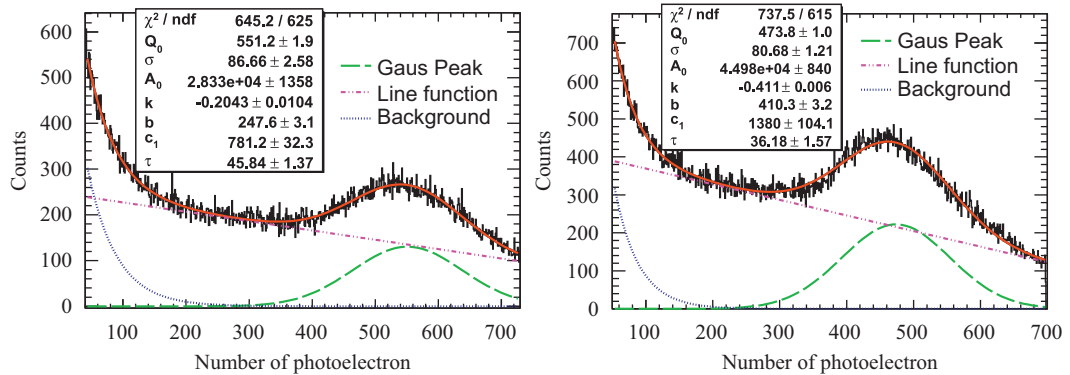 χ² / ndf 645.2 / 625
Q₀ 551.2 ± 1.9
σ 86.66 ± 2.58
A₀ 2.833e+04 ± 1358
k -0.2043 ± 0.0104
b 247.6 ± 3.1
c₁ 781.2 ± 32.3
τ 45.84 ± 1.37
Gaus Peak
Line function
Background
600
500
400
300
200
100
0
Counts
100 200 300 400 500 600 700
Number of photoelectron
χ² / ndf 737.5 / 615
Q₀ 473.8 ± 1.0
σ 80.68 ± 1.21
A₀ 4.498e+04 ± 840
k -0.411 ± 0.006
b 410.3 ± 3.2
c₁ 1380 ± 104.1
τ 36.18 ± 1.57
Gaus Peak
Line function
Background
700
600
500
400
300
200
100
0
Counts
100 200 300 400 500 600 700
Number of photoelectron